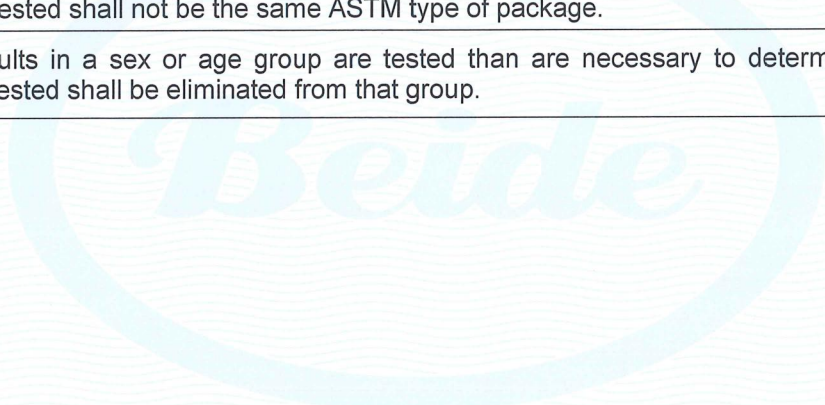 ested shall not be the same ASTM type of package.
ults in a sex or age group are tested than are necessary to determ
ested shall be eliminated from that group.
Beide